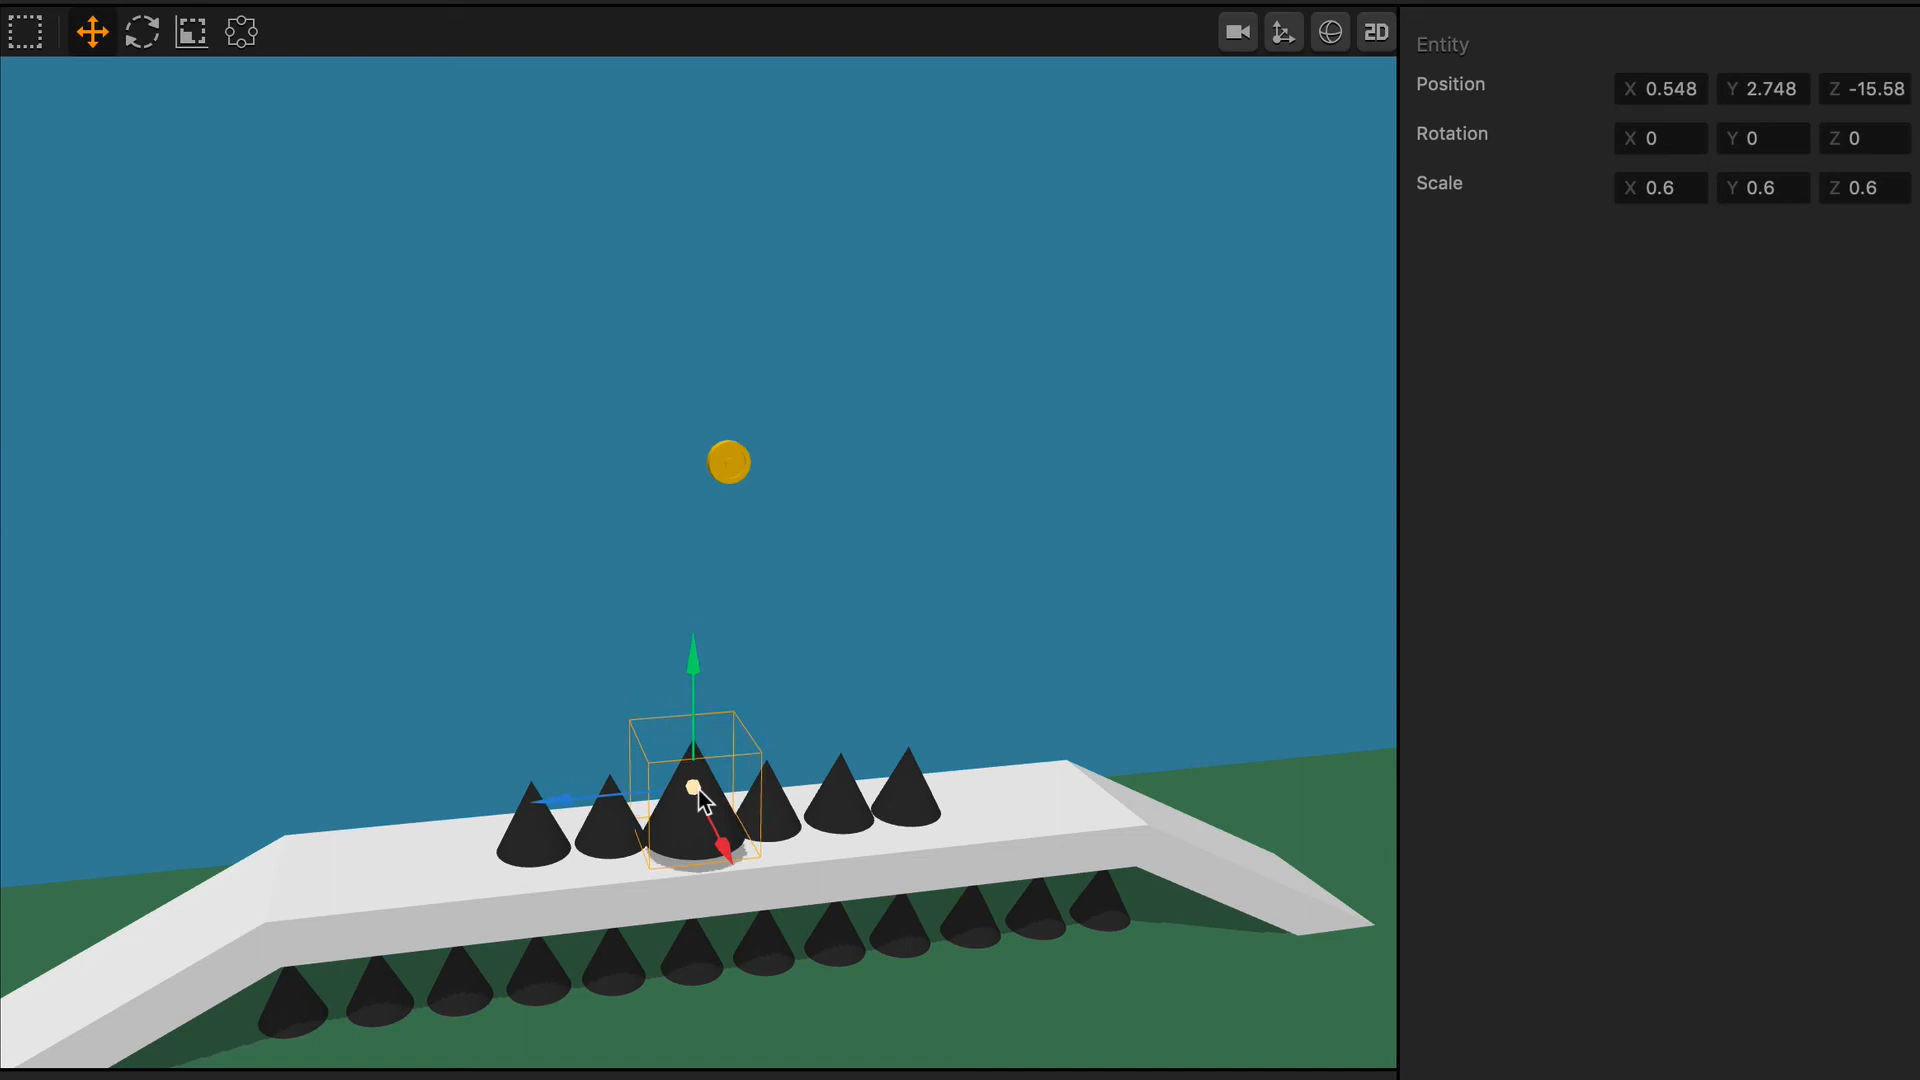 2D
Entity
Position X 0.548 Y 2.748 Z -15.58
Rotation X 0 Y 0 Z 0
Scale X 0.6 Y 0.6 Z 0.6